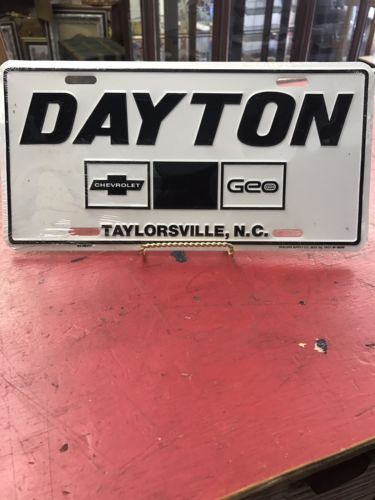 DAYTON
CHEVROLET Geo
TAYLORSVILLE, N.C.